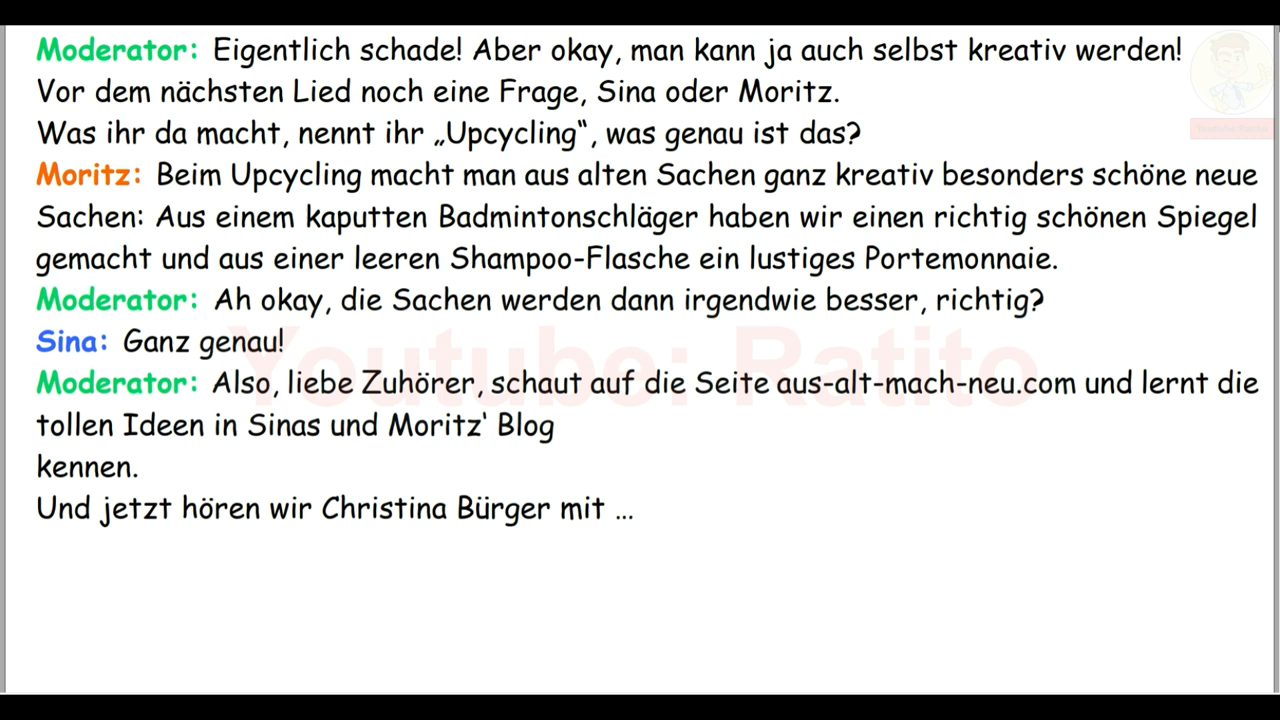 Moderator: Eigentlich schade! Aber okay, man kann ja auch selbst kreativ werden!
Vor dem nächsten Lied noch eine Frage, Sina oder Moritz.
Was ihr da macht, nennt ihr „Upcycling“, was genau ist das?
Moritz: Beim Upcycling macht man aus alten Sachen ganz kreativ besonders schöne neue
Sachen: Aus einem kaputten Badmintonschläger haben wir einen richtig schönen Spiegel
gemacht und aus einer leeren Shampoo-Flasche ein lustiges Portemonnaie.
Moderator: Ah okay, die Sachen werden dann irgendwie besser, richtig?
Sina: Ganz genau!
Youtube: Ratito
Moderator: Also, liebe Zuhörer, schaut auf die Seite aus-alt-mach-neu.com und lernt die
tollen Ideen in Sinas und Moritz' Blog
kennen.
Und jetzt hören wir Christina Bürger mit ...
Youtube: Ratito